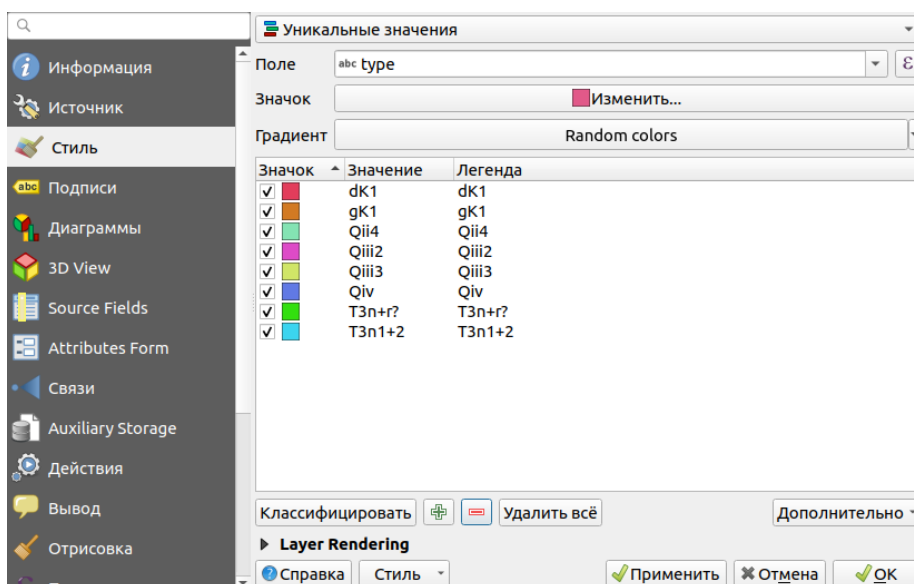 Уникальные значения
Информация
Источник
Стиль
abc Подписи
Диаграммы
3D View
Source Fields
Attributes Form
Связи
Auxiliary Storage
Действия
Вывод
Отрисовка
Поле abc type ε
Значок Изменить...
Градиент Random colors
Значок Значение Легенда
dK1 dK1
gK1 gK1
Qii4 Qii4
Qiii2 Qiii2
Qiii3 Qiii3
Qiv Qiv
T3n+r? T3n+r?
T3n1+2 T3n1+2
Классифицировать Удалить всё Дополнительно
Layer Rendering
Справка Стиль Применить Отмена OK